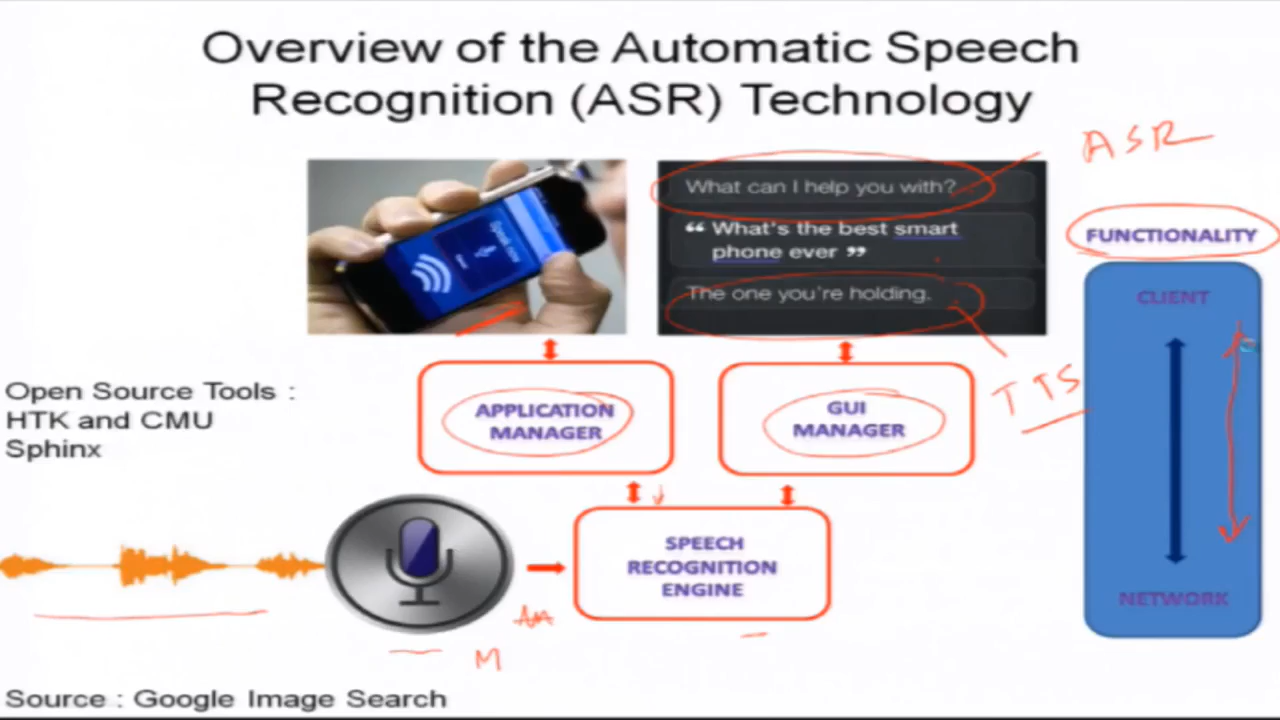 Overview of the Automatic Speech
Recognition (ASR) Technology
ASR
What can I help you with?
“ What's the best smart
phone ever ”
The one you're holding.
FUNCTIONALITY
CLIENT
TTS
Open Source Tools :
HTK and CMU
Sphinx
APPLICATION
MANAGER
GUI
MANAGER
SPEECH
RECOGNITION
ENGINE
NETWORK
M
Source : Google Image Search